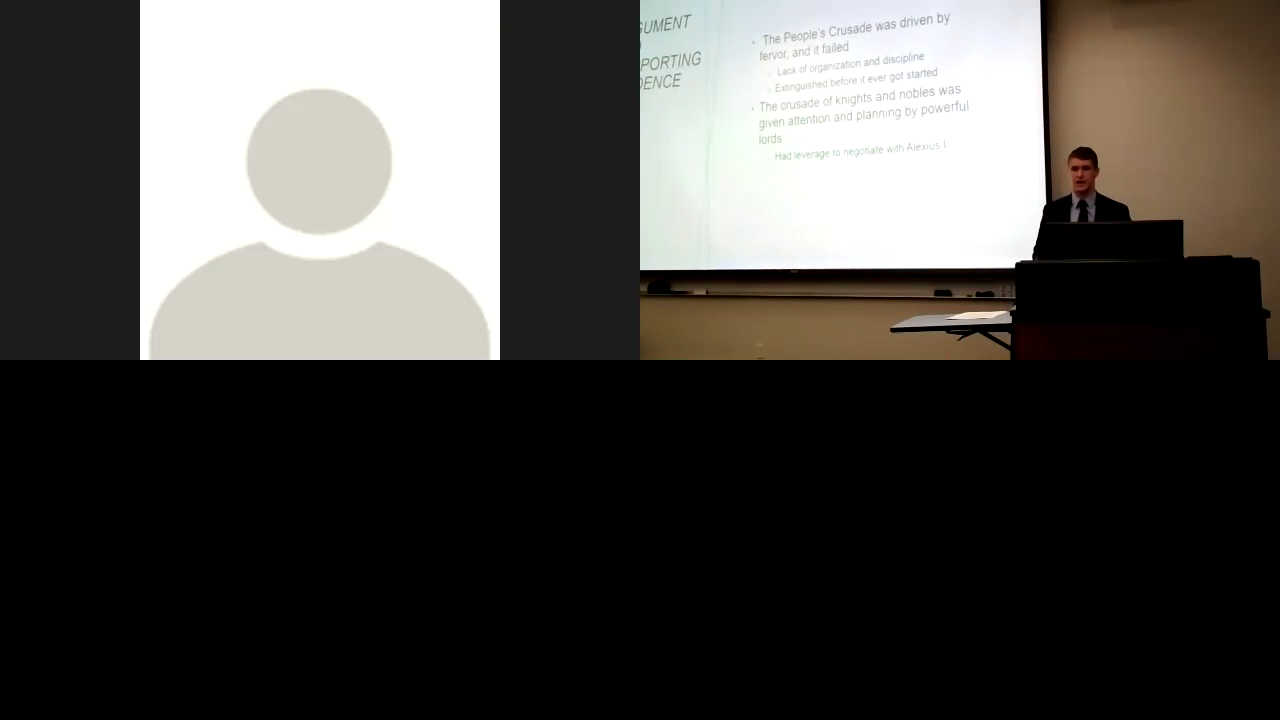 GUMENT
PORTING
DENCE
• The People's Crusade was driven by
fervor, and it failed
Lack of organization and discipline
Extinguished before it ever got started
• The crusade of knights and nobles was
given attention and planning by powerful
lords
Had leverage to negotiate with Alexius I